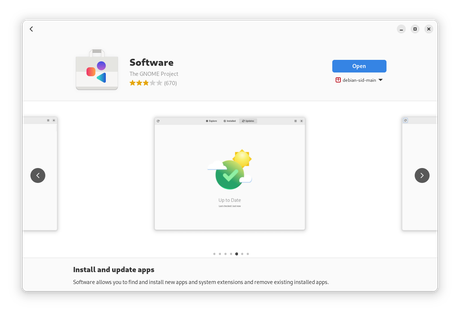 Software
The GNOME Project
(670)
Open
debian-sid-main
Explore
Installed
Updates
Up to Date
Install and update apps
Software allows you to find and install new apps and system extensions and remove existing installed apps.